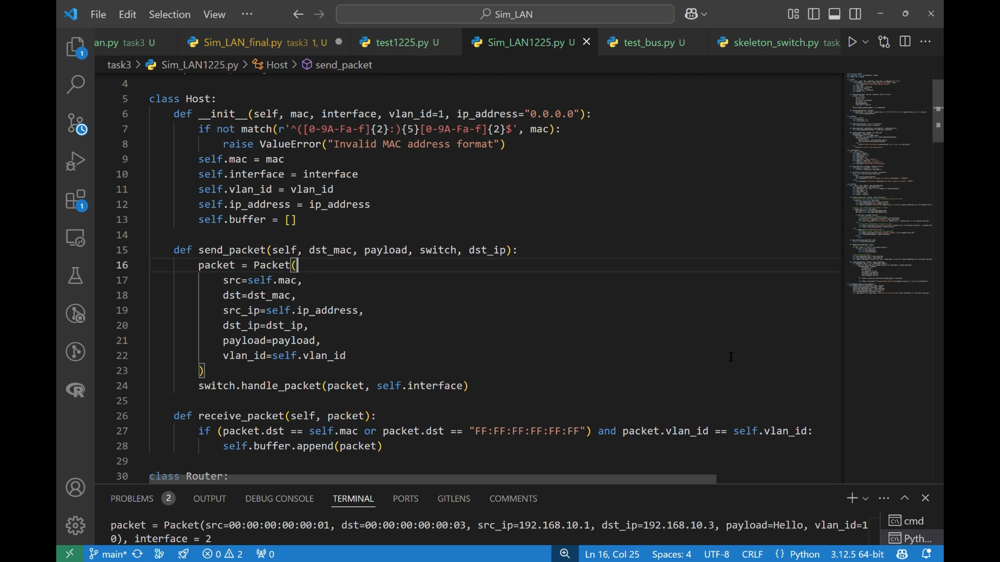 File Edit Selection View ··· Sim_LAN
an.py task3 U Sim_LAN_final.py task3 1, U test1225.py U Sim_LAN1225.py U test_bus.py U skeleton_switch.py task
task3 > Sim_LAN1225.py > Host > send_packet
4
5 class Host:
6 def __init__(self, mac, interface, vlan_id=1, ip_address="0.0.0.0"):
7 if not match(r'^([0-9A-Fa-f]{2}:){5}[0-9A-Fa-f]{2}$', mac):
8 raise ValueError("Invalid MAC address format")
9 self.mac = mac
10 self.interface = interface
11 self.vlan_id = vlan_id
12 self.ip_address = ip_address
13 self.buffer = []
14
15 def send_packet(self, dst_mac, payload, switch, dst_ip):
16 packet = Packet(
17 src=self.mac,
18 dst=dst_mac,
19 src_ip=self.ip_address,
20 dst_ip=dst_ip,
21 payload=payload,
22 vlan_id=self.vlan_id
23 )
24 switch.handle_packet(packet, self.interface)
25
26 def receive_packet(self, packet):
27 if (packet.dst == self.mac or packet.dst == "FF:FF:FF:FF:FF:FF") and packet.vlan_id == self.vlan_id:
28 self.buffer.append(packet)
29
30 class Router:
PROBLEMS 2 OUTPUT DEBUG CONSOLE TERMINAL PORTS GITLENS COMMENTS
packet = Packet(src=00:00:00:00:00:01, dst=00:00:00:00:00:03, src_ip=192.168.10.1, dst_ip=192.168.10.3, payload=Hello, vlan_id=1
0), interface = 2
cmd
Pyth...
main* 0 2 0 Ln 16, Col 25 Spaces: 4 UTF-8 CRLF {} Python 3.12.5 64-bit